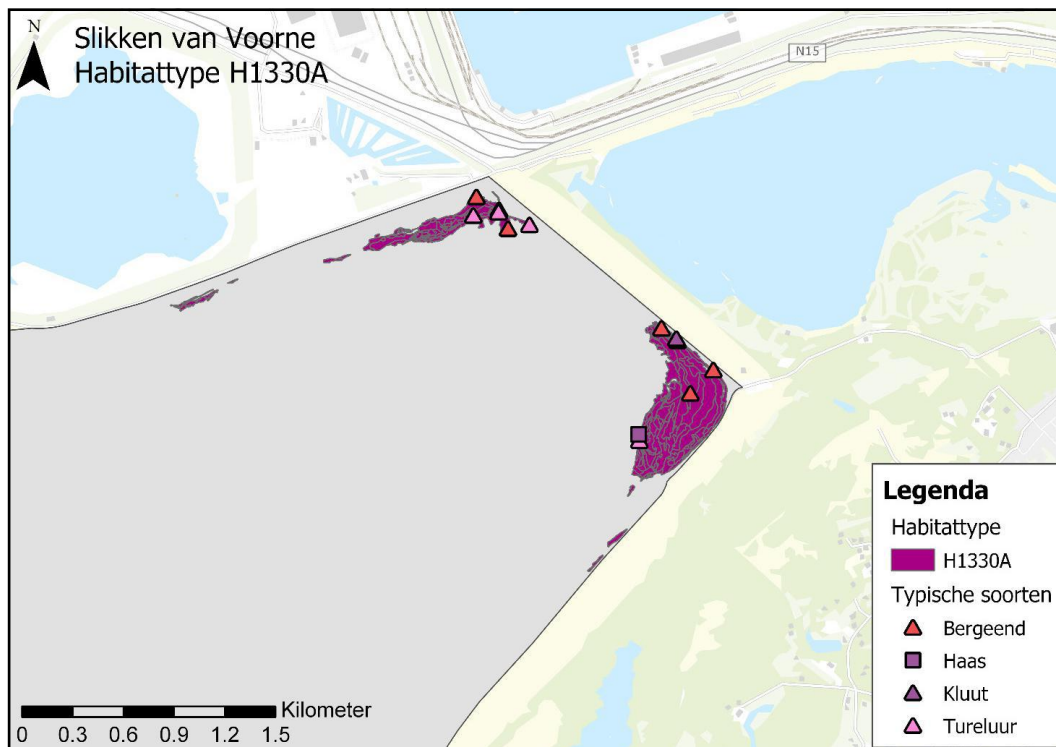 N
Slikken van Voorne
Habitattype H1330A
N15
Legenda
Habitattype
H1330A
Typische soorten
Bergeend
Haas
Kluut
Tureluur
Kilometer
0 0.3 0.6 0.9 1.2 1.5